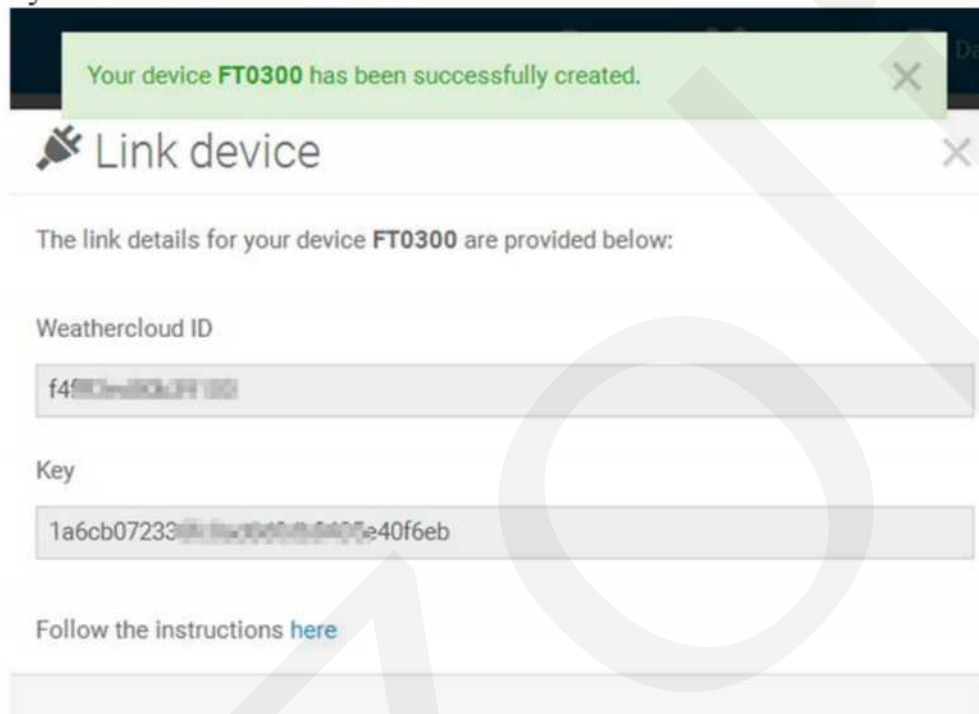 Your device FT0300 has been successfully created.
Link device
The link details for your device FT0300 are provided below:
Weathercloud ID
Key
Follow the instructions here